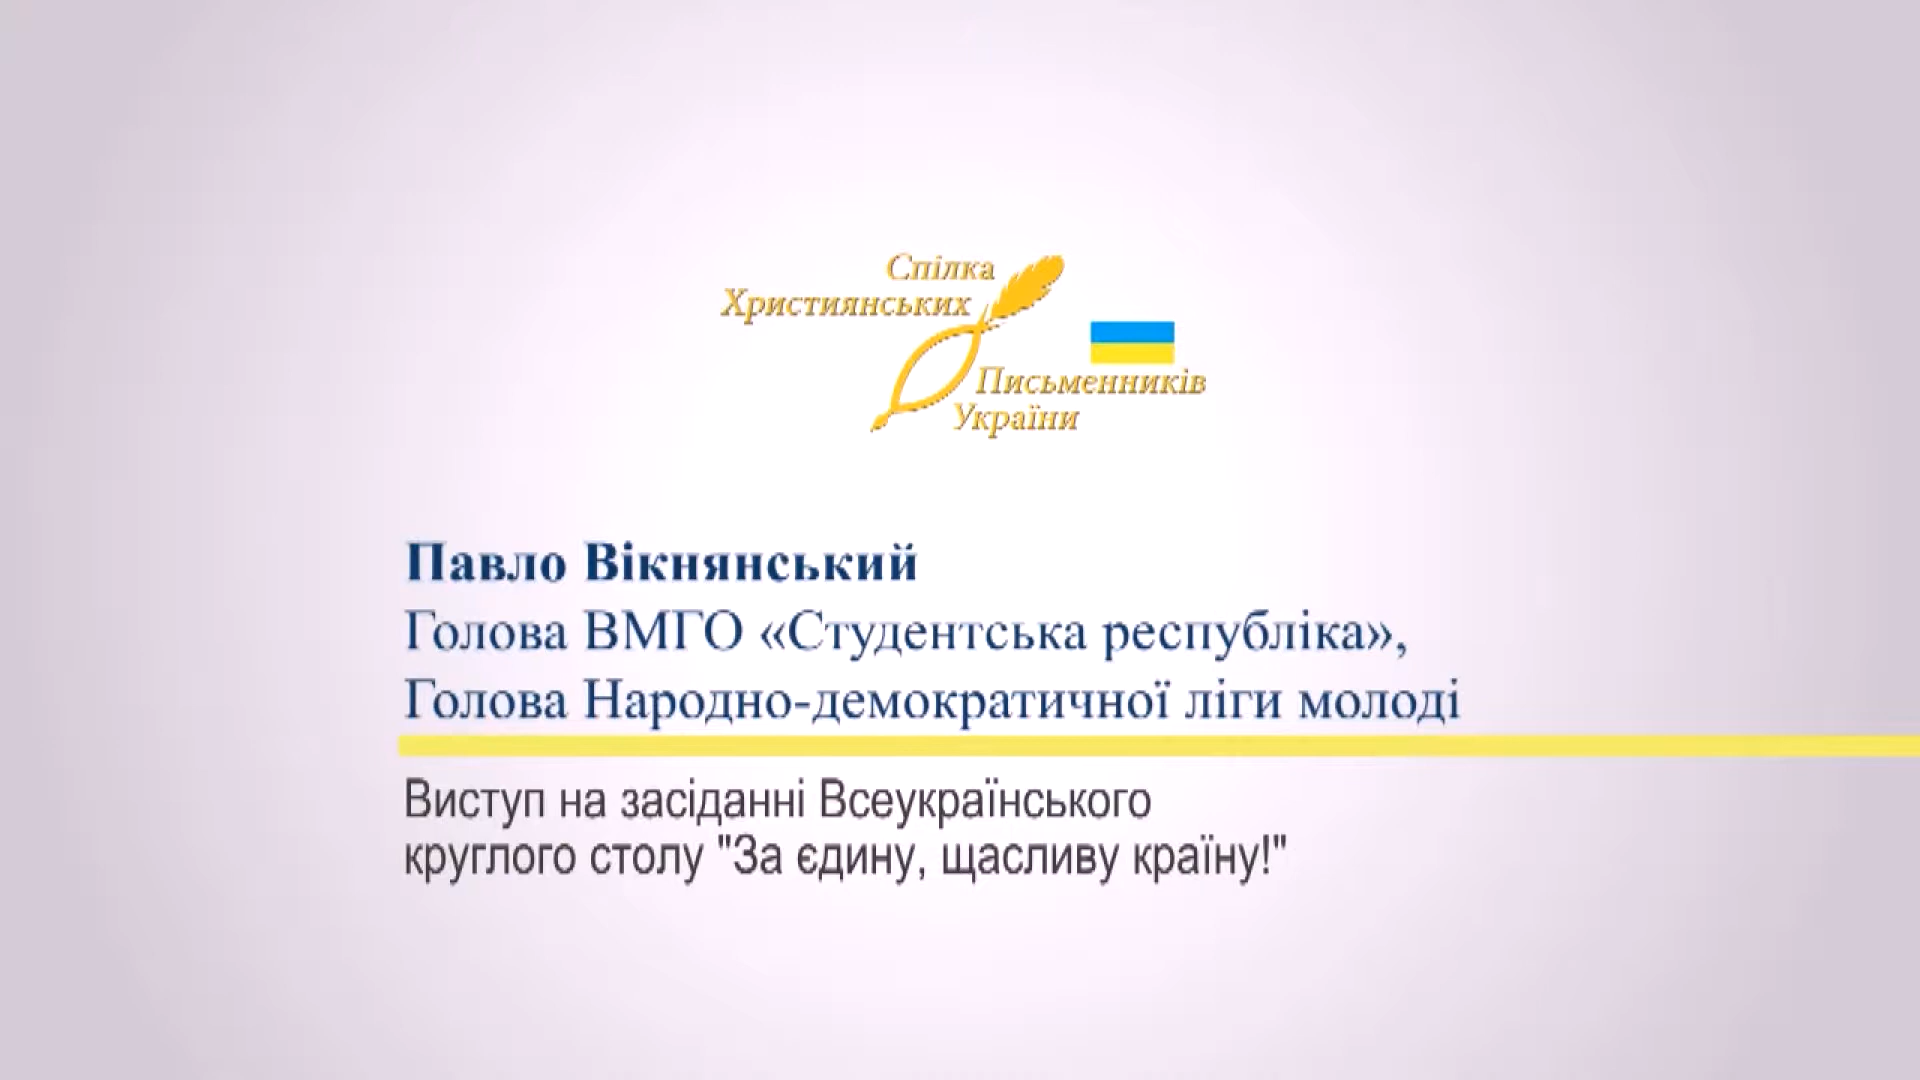 Спілка
Християнських
Письменників
України
Павло Вікнянський
Голова ВМГО «Студентська республіка»,
Голова Народно-демократичної ліги молоді
Виступ на засіданні Всеукраїнського
круглого столу "За єдину, щасливу країну!"